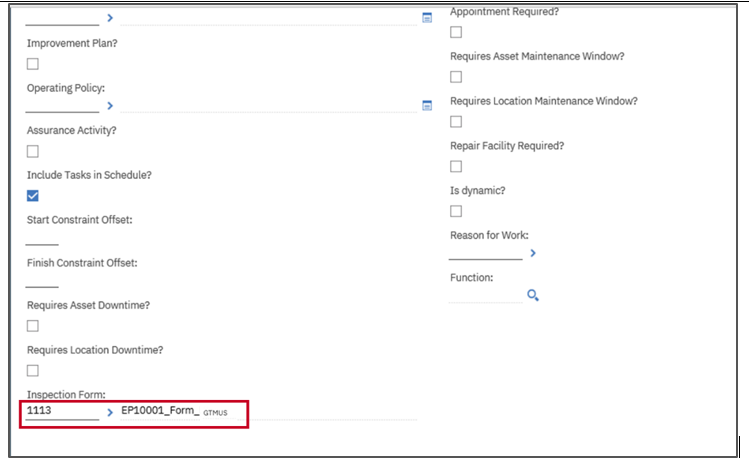 Improvement Plan?
Operating Policy:
Assurance Activity?
Include Tasks in Schedule?
Start Constraint Offset:
Finish Constraint Offset:
Requires Asset Downtime?
Requires Location Downtime?
Inspection Form:
1113 EP10001_Form_ GTMUS
Appointment Required?
Requires Asset Maintenance Window?
Requires Location Maintenance Window?
Repair Facility Required?
Is dynamic?
Reason for Work:
Function: